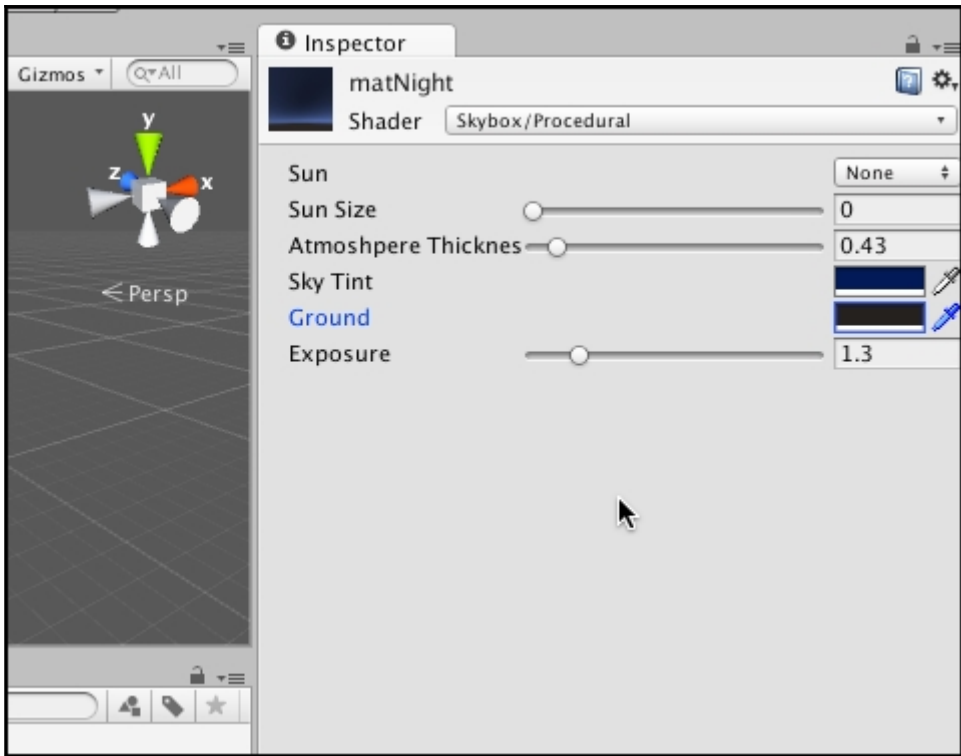 Inspector
Gizmos
All
matNight
Shader
Skybox/Procedural
y
z
x
Persp
Sun
None
Sun Size
0
Atmoshpere Thicknes
0.43
Sky Tint
Ground
Exposure
1.3